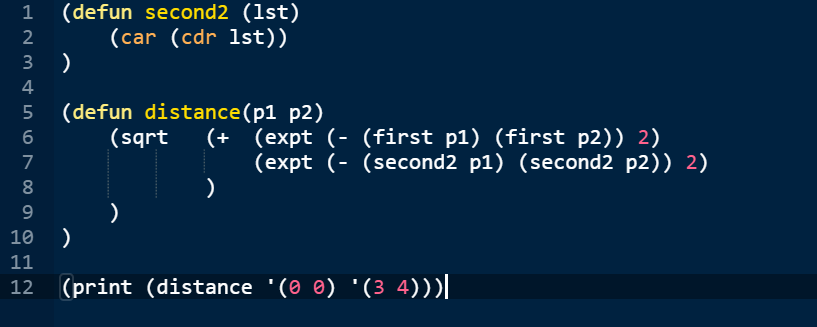 1 (defun second2 (lst)
2     (car (cdr lst))
3 )
4
5 (defun distance(p1 p2)
6     (sqrt   (+  (expt (- (first p1) (first p2)) 2)
7                 (expt (- (second2 p1) (second2 p2)) 2)
8             )
9     )
10 )
11
12 (print (distance '(0 0) '(3 4)))